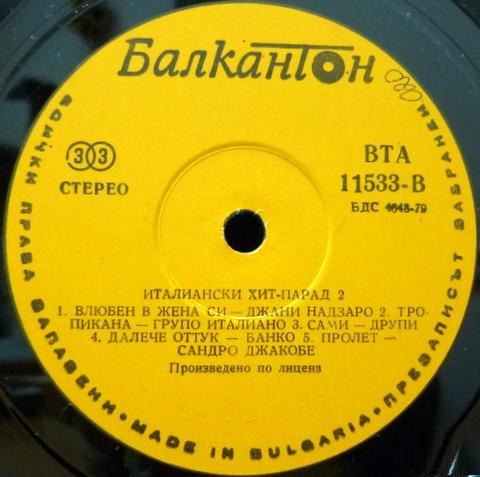 Балкантон
33
СТЕРЕО
ВТА
11533-В
БДС 4643-79
ИТАЛИАНСКИ ХИТ-ПАРАД 2
1. ВЛЮБЕН В ЖЕНА СИ — ДЖАНИ НАДЗАРО 2. ТРО-
ПИКАНА — ГРУПО ИТАЛИАНО 3. САМИ — ДРУПИ
4. ДАЛЕЧЕ ОТТУК — БАНКО 5. ПРОЛЕТ —
САНДРО ДЖАКОБЕ
Произведено по лиценз
ВСИЧКИ ПРАВА ЗАПАЗЕНИ • MADE IN BULGARIA • ПРЕЗАПИСЪТ ЗАБРАНЕН